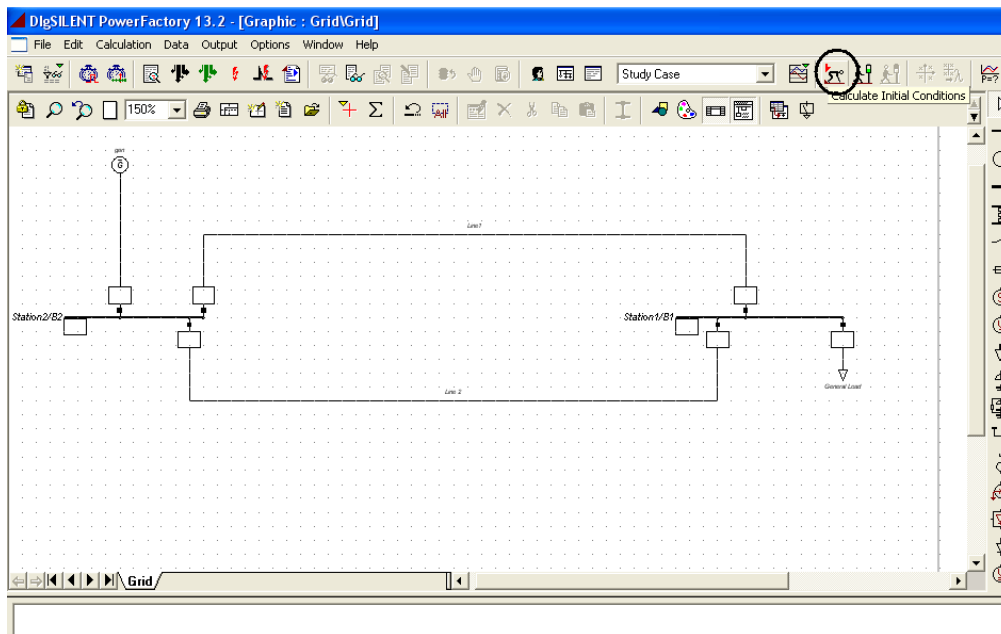 DIgSILENT PowerFactory 13.2 - [Graphic : Grid\Grid]
File Edit Calculation Data Output Options Window Help
Study Case
Calculate Initial Conditions
150%
gen
G
Line1
Station2/B2
Station1/B1
General Load
Line 2
Grid